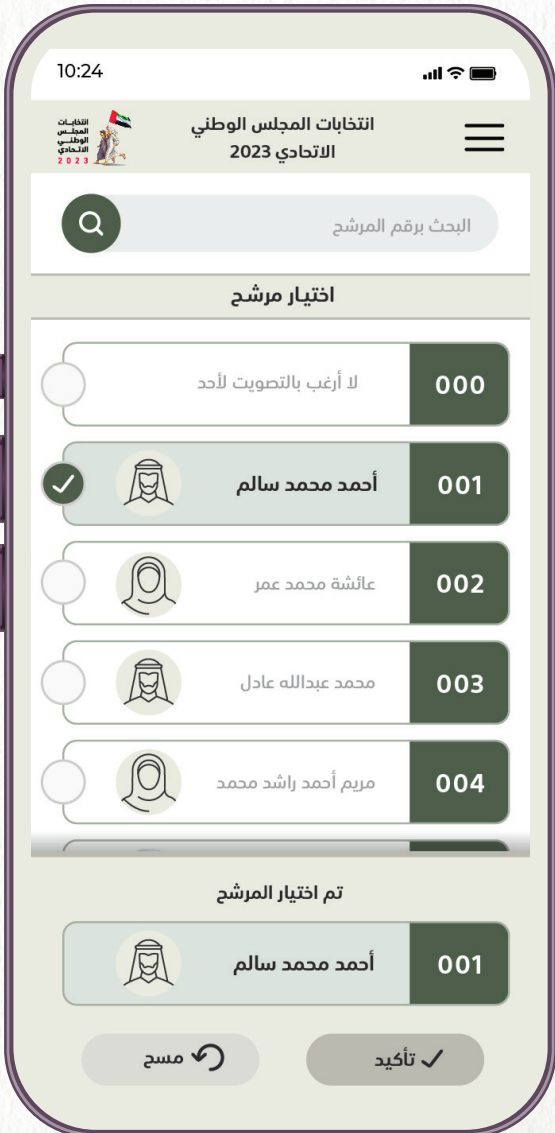 10:24
انتخابات المجلس الوطني
الاتحادي 2023
انتخابات
المجلس
الوطني
الاتحادي
2023
البحث برقم المرشح
اختيار مرشح
000 لا أرغب بالتصويت لأحد
001 أحمد محمد سالم
002 عائشة محمد عمر
003 محمد عبدالله عادل
004 مريم أحمد راشد محمد
تم اختيار المرشح
001 أحمد محمد سالم
تأكيد مسح